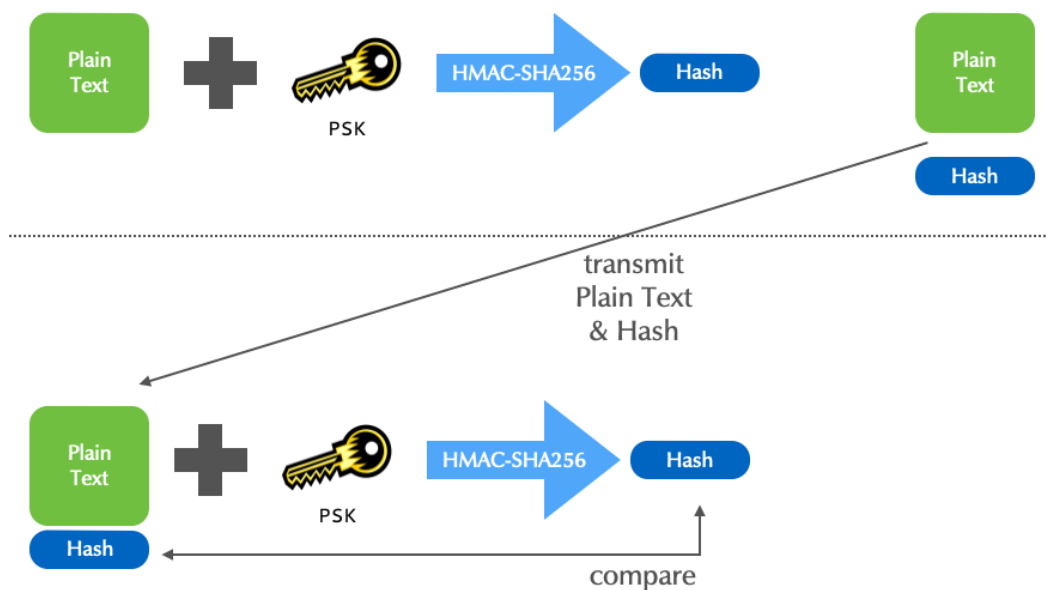 Plain
Text
PSK
HMAC-SHA256
Hash
Plain
Text
Hash
transmit
Plain Text
& Hash
Plain
Text
Hash
PSK
HMAC-SHA256
Hash
compare